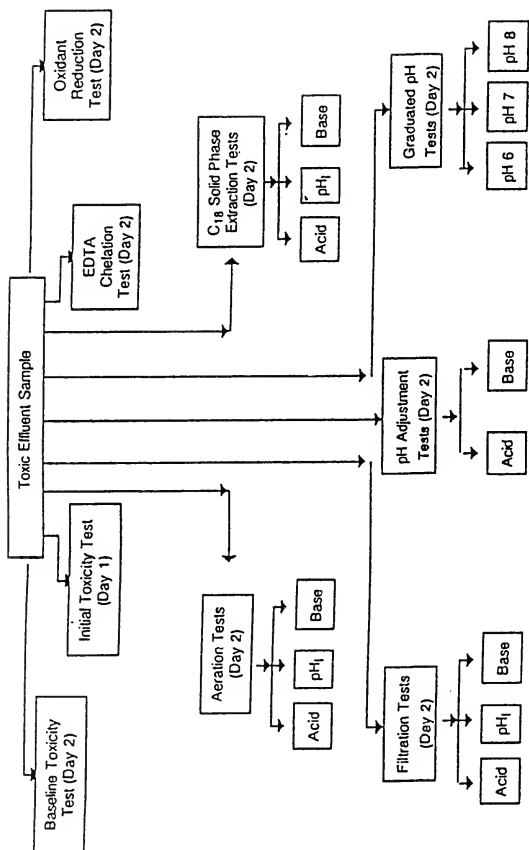 Toxic Effluent Sample
Baseline Toxicity
Test (Day 2)
Initial Toxicity Test
(Day 1)
EDTA
Chelation
Test (Day 2)
Oxidant
Reduction
Test (Day 2)
Aeration Tests
(Day 2)
Acid
pHI
Base
C18 Solid Phase
Extraction Tests
(Day 2)
Acid
pHI
Base
Filtration Tests
(Day 2)
Acid
pHI
Base
pH Adjustment
Tests (Day 2)
Acid
Base
Graduated pH
Tests (Day 2)
pH 6
pH 7
pH 8